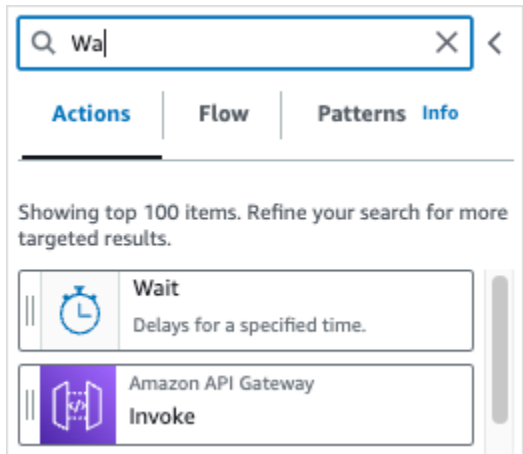 Wa
Actions Flow Patterns Info
Showing top 100 items. Refine your search for more
targeted results.
Wait
Delays for a specified time.
Amazon API Gateway
Invoke